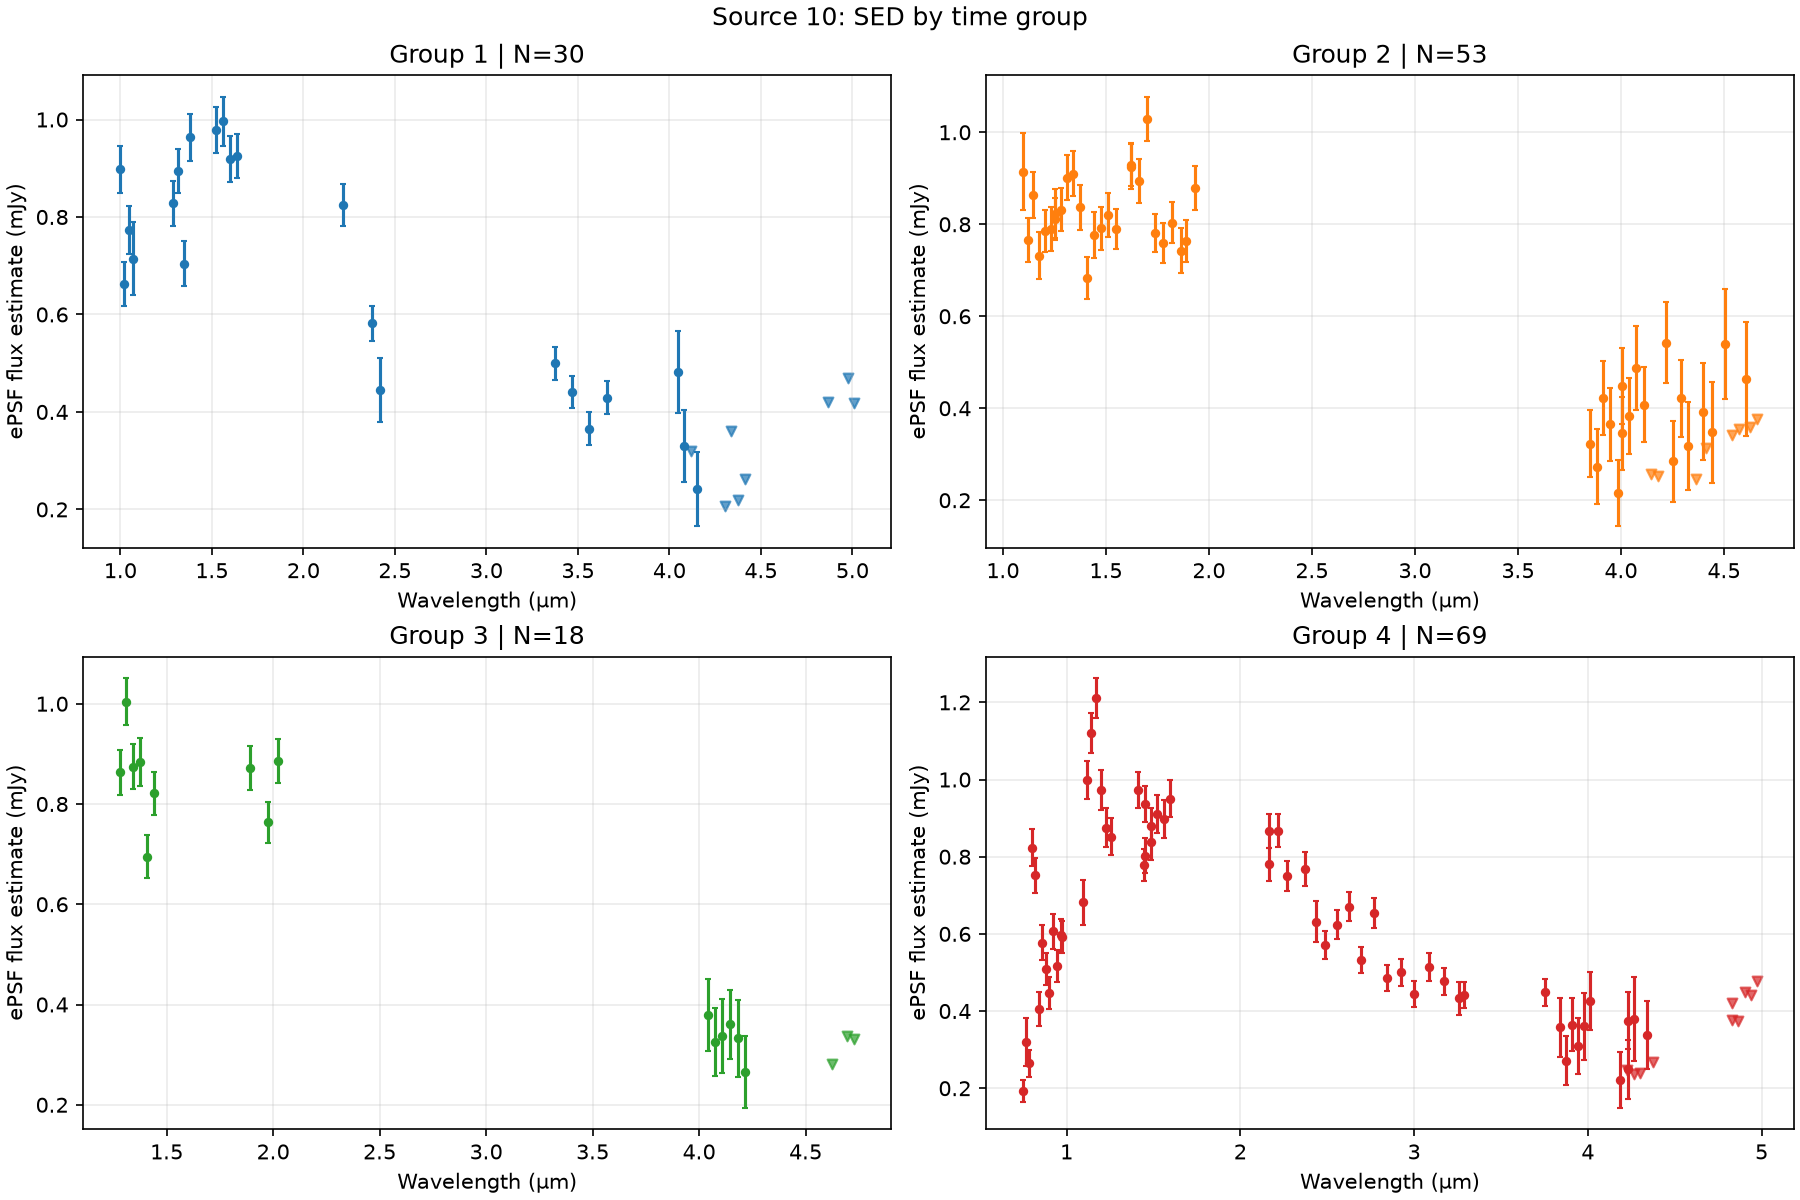 Source 10: SED by time group
Group 1 | N=30
ePSF flux estimate (mJy)
1.0
0.8
0.6
0.4
0.2
1.0 1.5 2.0 2.5 3.0 3.5 4.0 4.5 5.0
Wavelength (µm)
Group 2 | N=53
ePSF flux estimate (mJy)
1.0
0.8
0.6
0.4
0.2
1.0 1.5 2.0 2.5 3.0 3.5 4.0 4.5
Wavelength (µm)
Group 3 | N=18
ePSF flux estimate (mJy)
1.0
0.8
0.6
0.4
0.2
1.5 2.0 2.5 3.0 3.5 4.0 4.5
Wavelength (µm)
Group 4 | N=69
ePSF flux estimate (mJy)
1.2
1.0
0.8
0.6
0.4
0.2
1 2 3 4 5
Wavelength (µm)